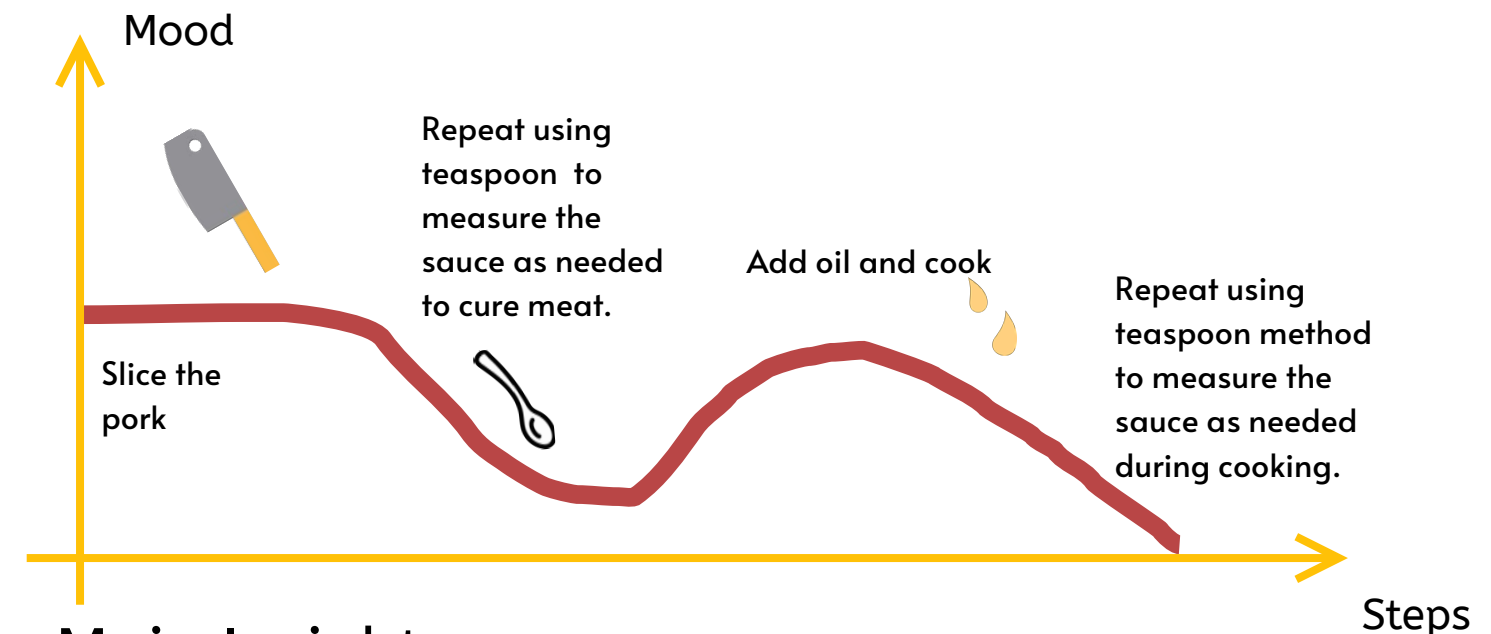 Mood
Repeat using
teaspoon  to
measure the
sauce as needed
to cure meat.
Add oil and cook
Repeat using
teaspoon method
to measure the
sauce as needed
during cooking.
Slice the
pork
Steps